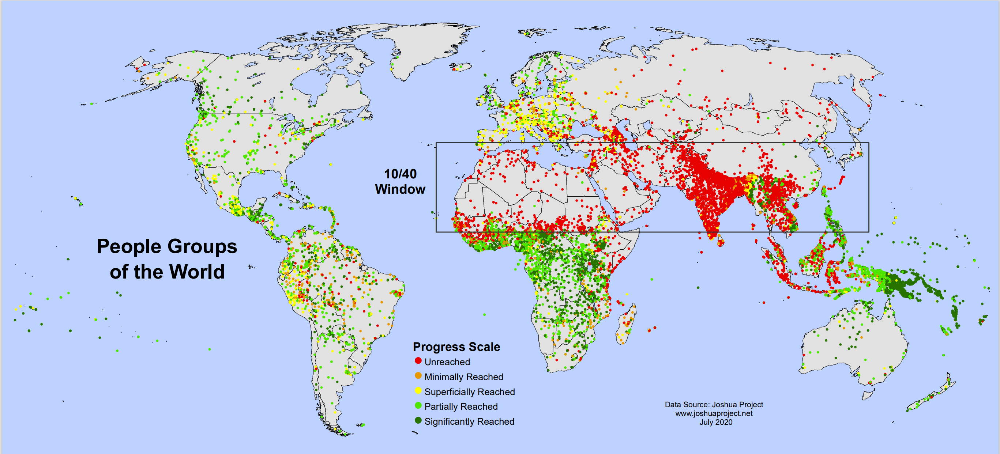 10/40
Window
People Groups
of the World
Progress Scale
Unreached
Minimally Reached
Superficially Reached
Partially Reached
Significantly Reached
Data Source: Joshua Project
www.joshuaproject.net
July 2020